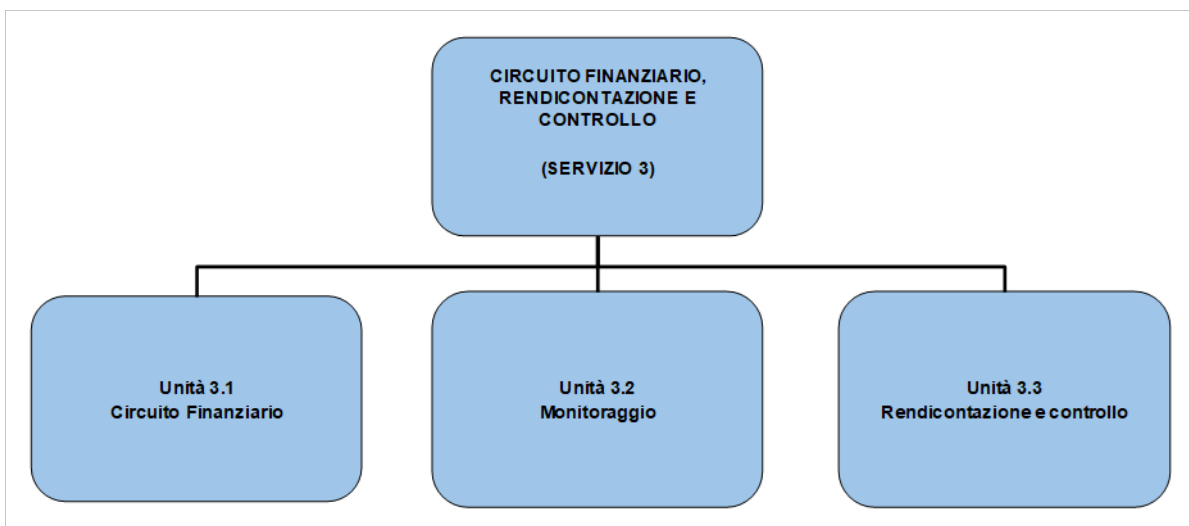 CIRCUITO FINANZIARIO,
RENDICONTAZIONE E
CONTROLLO
(SERVIZIO 3)
Unità 3.1
Circuito Finanziario
Unità 3.2
Monitoraggio
Unità 3.3
Rendicontazione e controllo